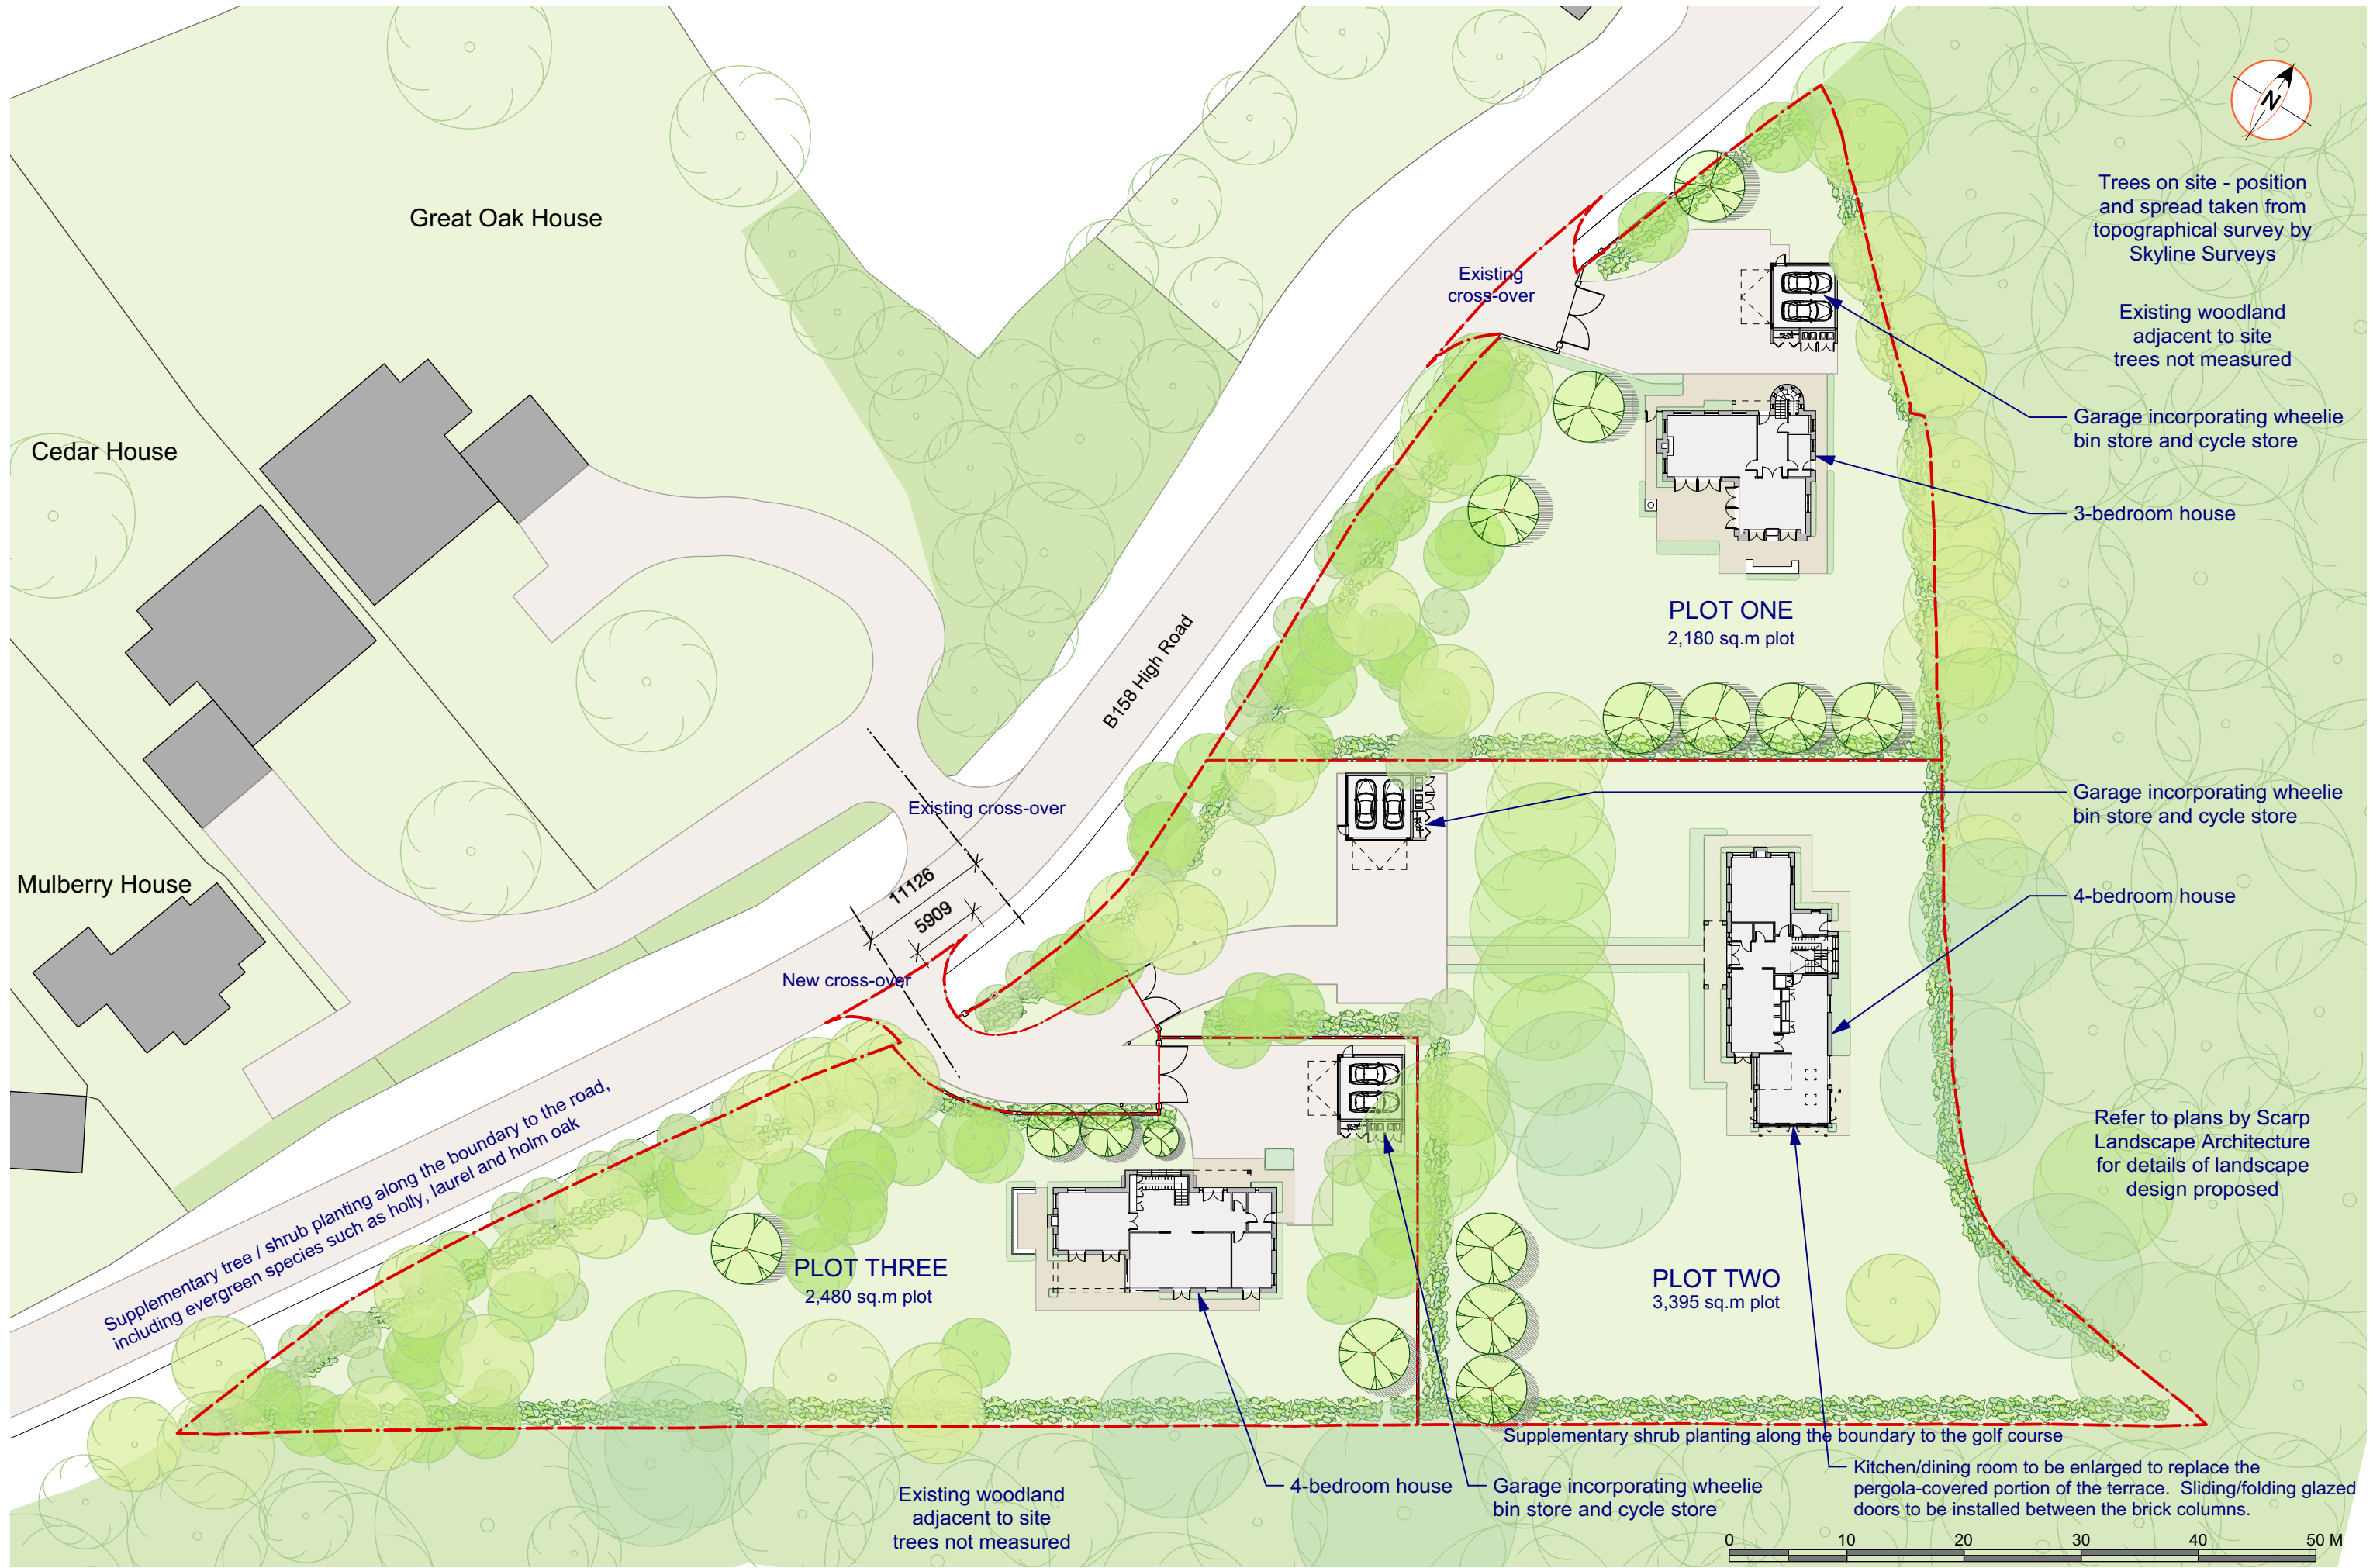 N
Great Oak House
Trees on site - position
and spread taken from
topographical survey by
Skyline Surveys
Existing
cross-over
Existing woodland
adjacent to site
trees not measured
Garage incorporating wheelie
bin store and cycle store
Cedar House
3-bedroom house
PLOT ONE
2,180 sq.m plot
B158 High Road
Garage incorporating wheelie
bin store and cycle store
Existing cross-over
11126
5909
Mulberry House
4-bedroom house
New cross-over
Supplementary tree / shrub planting along the boundary to the road,
including evergreen species such as holly, laurel and holm oak
Refer to plans by Scarp
Landscape Architecture
for details of landscape
design proposed
PLOT THREE
2,480 sq.m plot
PLOT TWO
3,395 sq.m plot
Supplementary shrub planting along the boundary to the golf course
Kitchen/dining room to be enlarged to replace the
pergola-covered portion of the terrace. Sliding/folding glazed
doors to be installed between the brick columns.
4-bedroom house
Garage incorporating wheelie
bin store and cycle store
Existing woodland
adjacent to site
trees not measured
0 10 20 30 40 50 M